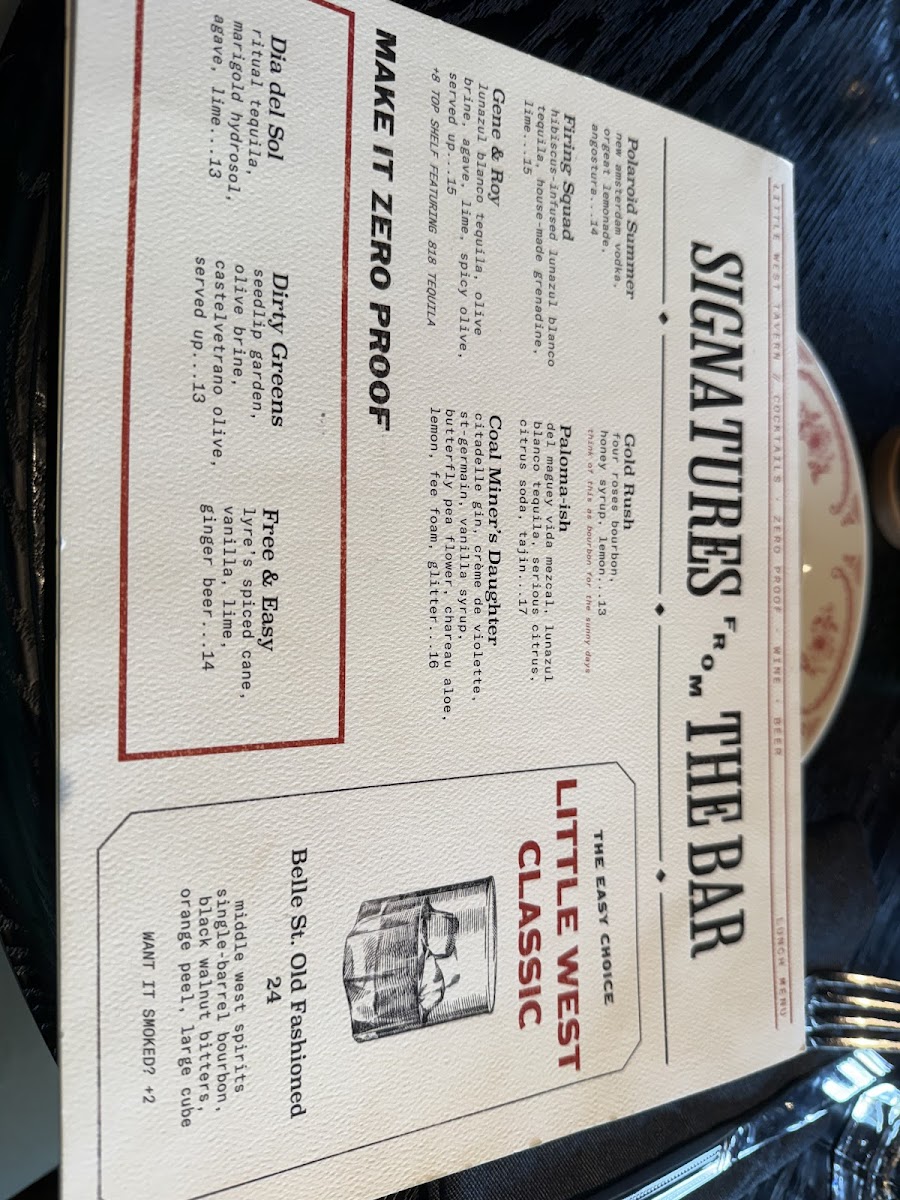 LITTLE WEST TAVERN // COCKTAILS · ZERO PROOF · WINE · BEER
LUNCH MENU
SIGNATURES FROM THE BAR
Polaroid Summer
new amsterdam vodka,
orgeat lemonade,
angostura...14
Firing Squad
hibiscus-infused lunazul blanco
tequila, house-made grenadine,
lime...15
Gene & Roy
lunazul blanco tequila, olive
brine, agave, lime, spicy olive,
served up...15
+8 TOP SHELF FEATURING 818 TEQUILA
Gold Rush
four roses bourbon,
honey syrup, lemon...13
think of this as bourbon for the sunny days
Paloma-ish
del maguey vida mezcal, lunazul
blanco tequila, serious citrus,
citrus soda, tajin...17
Coal Miner's Daughter
citadelle gin, crème de violette,
st-germain, vanilla syrup,
butterfly pea flower, chareau aloe,
lemon, fee foam, glitter...16
MAKE IT ZERO PROOF
Dia del Sol
ritual tequila,
marigold hydrosol,
agave, lime...13
Dirty Greens
seedlip garden,
olive brine,
castelvetrano olive,
served up...13
Free & Easy
lyre's spiced cane,
vanilla, lime,
ginger beer...14
THE EASY CHOICE
LITTLE WEST
CLASSIC
Belle St. Old Fashioned
24
middle west spirits
single-barrel bourbon,
black walnut bitters,
orange peel, large cube
WANT IT SMOKED? +2